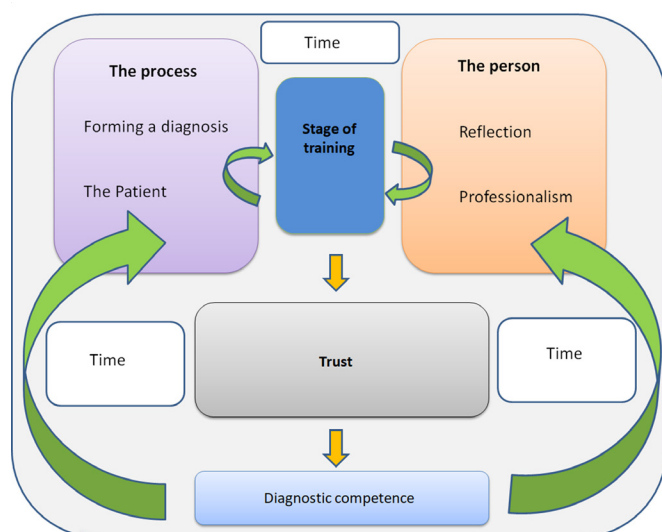 Time
The process
Forming a diagnosis
The Patient
Stage of
training
The person
Reflection
Professionalism
Time
Trust
Time
Diagnostic competence